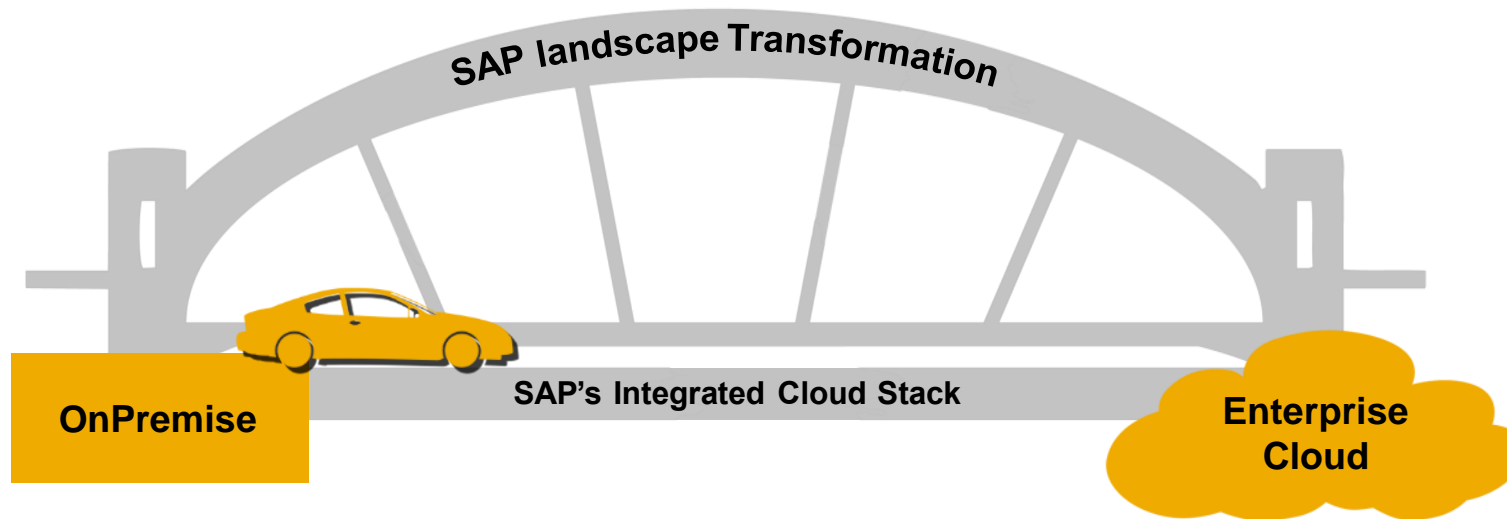 SAP landscape Transformation
SAP's Integrated Cloud Stack
OnPremise
Enterprise
Cloud